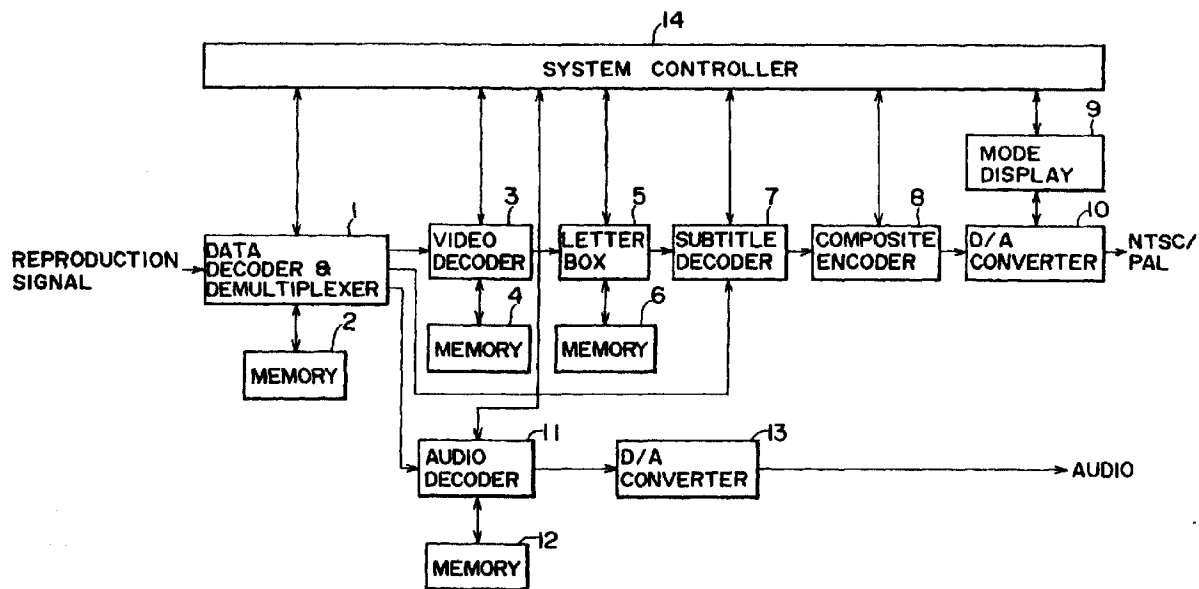 14
SYSTEM CONTROLLER
9
MODE
DISPLAY
1
3
5
7
8
10
REPRODUCTION
SIGNAL
DATA
DECODER &
DEMULTIPLEXER
VIDEO
DECODER
LETTER
BOX
SUBTITLE
DECODER
COMPOSITE
ENCODER
D/A
CONVERTER
NTSC/
PAL
2
MEMORY
4
MEMORY
6
MEMORY
11
AUDIO
DECODER
13
D/A
CONVERTER
AUDIO
12
MEMORY